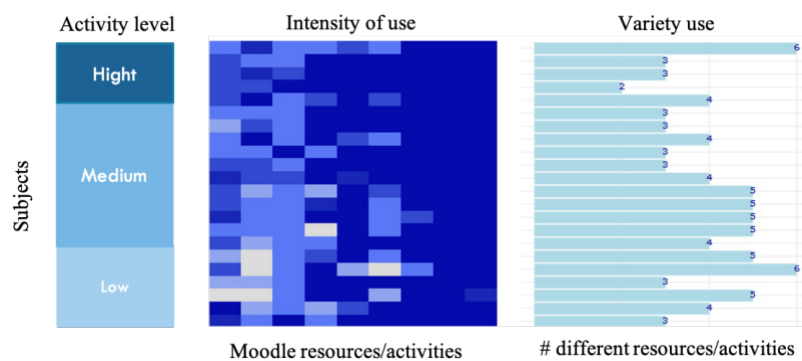 Activity level
Intensity of use
Variety use
Hight
Medium
Low
Subjects
6
3
3
2
4
3
3
4
3
3
4
5
5
5
5
4
5
6
3
5
4
3
Moodle resources/activities
# different resources/activities